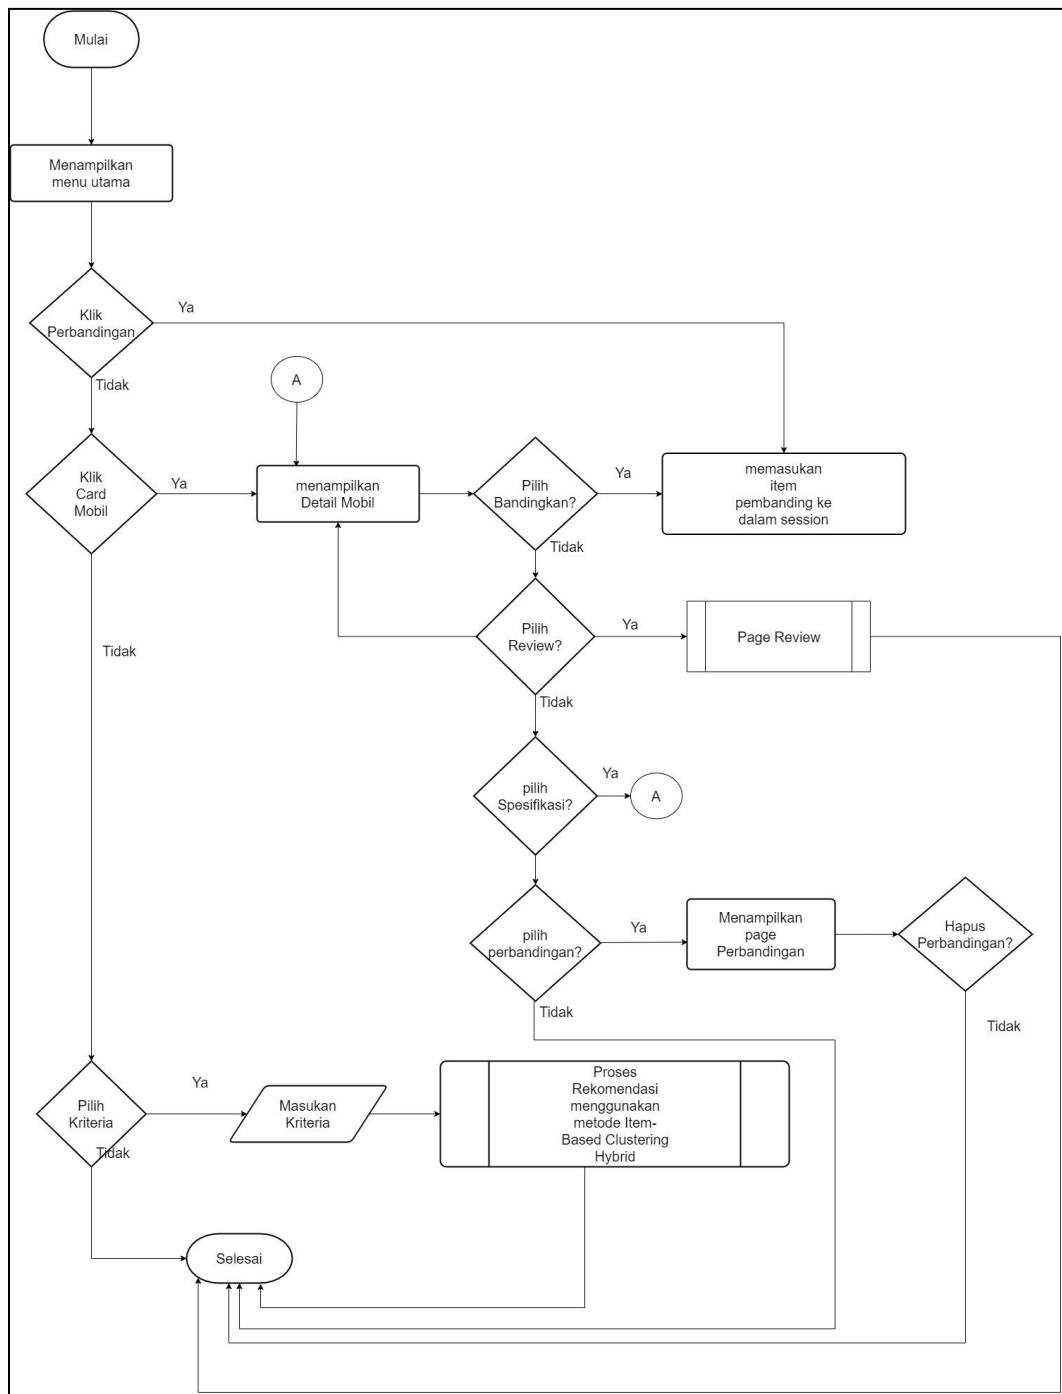 Mulai
Menampilkan
menu utama
Klik
Perbandingan
Ya
Tidak
A
Klik
Card
Mobil
Ya
menampilkan
Detail Mobil
Pilih
Bandingkan?
Ya
memasukan
item
pembanding ke
dalam session
Tidak
Pilih
Review?
Ya
Page Review
Tidak
Tidak
pilih
Spesifikasi?
Ya
A
pilih
perbandingan?
Ya
Menampilkan
page
Perbandingan
Hapus
Perbandingan?
Tidak
Tidak
Pilih
Kriteria
Ya
Masukan
Kriteria
Proses
Rekomendasi
menggunakan
metode Item-
Based Clustering
Hybrid
Tidak
Selesai